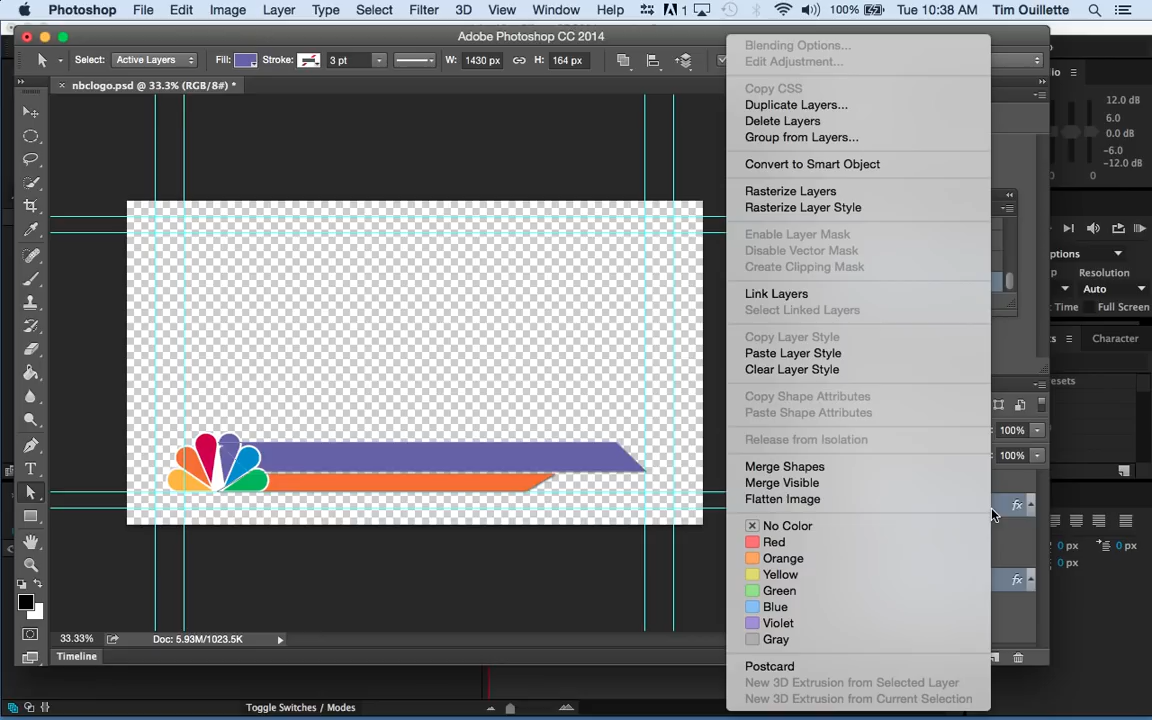 Photoshop File Edit Image Layer Type Select Filter 3D View Window Help 1 100% Tue 10:38 AM Tim Ouillette
Adobe Photoshop CC 2014
Select: Active Layers Fill: Stroke: 3 pt W: 1430 px H: 164 px
nbclogo.psd @ 33.3% (RGB/8#) *
Blending Options...
Edit Adjustment...
Copy CSS
Duplicate Layers...
Delete Layers
Group from Layers...
Convert to Smart Object
Rasterize Layers
Rasterize Layer Style
Enable Layer Mask
Disable Vector Mask
Create Clipping Mask
Link Layers
Select Linked Layers
Copy Layer Style
Paste Layer Style
Clear Layer Style
Copy Shape Attributes
Paste Shape Attributes
Release from Isolation
Merge Shapes
Merge Visible
Flatten Image
No Color
Red
Orange
Yellow
Green
Blue
Violet
Gray
Postcard
New 3D Extrusion from Selected Layer
New 3D Extrusion from Current Selection
12.0 dB
6.0
0.0 dB
-6.0
-12.0 dB
ptions
Resolution
Auto
Time Full Screen
Character
esets
100%
100%
fx
0 px 0 px
0 px
fx
33.33% Doc: 5.93M/1023.5K
Timeline
Toggle Switches / Modes